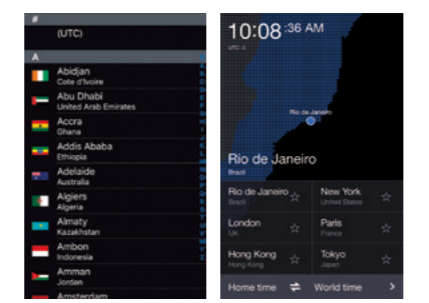 #
(UTC)
A
Abidjan
Cote d'Ivoire
Abu Dhabi
United Arab Emirates
Accra
Ghana
Addis Ababa
Ethiopia
Adelaide
Australia
Algiers
Algeria
Almaty
Kazakhstan
Ambon
Indonesia
Amman
Jordan
Amsterdam
10:08 :36 AM
Rio de Janeiro
Rio de Janeiro
Brazil
Rio de Janeiro
Brazil
New York
United States
London
UK
Paris
France
Hong Kong
Hong Kong
Tokyo
Japan
Home time
World time